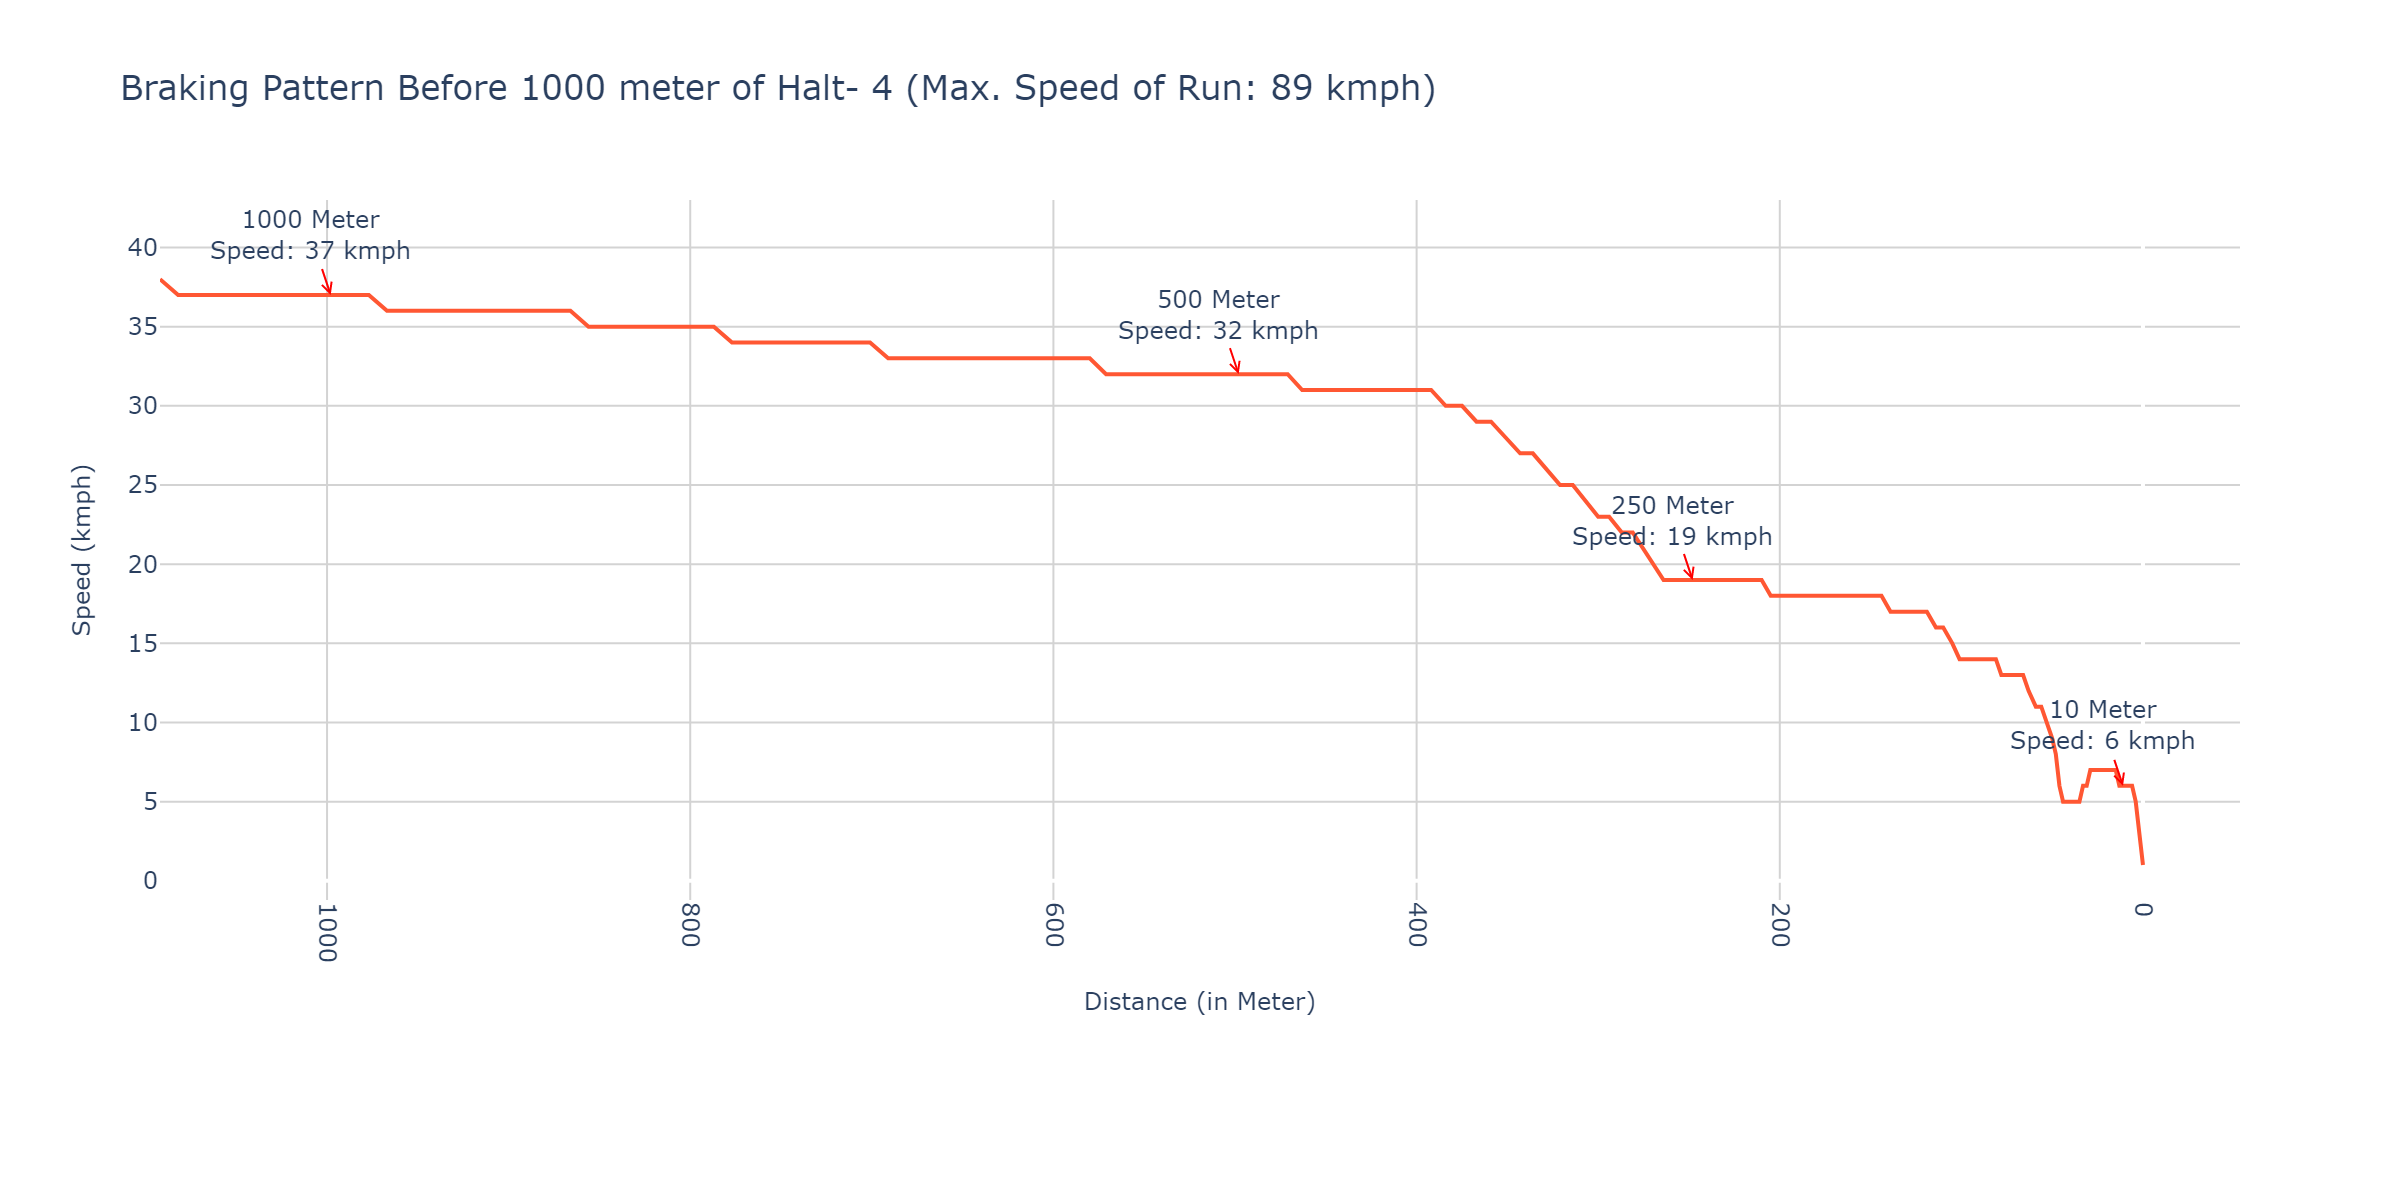 Braking Pattern Before 1000 meter of Halt- 4 (Max. Speed of Run: 89 kmph)
1000 Meter
Speed: 37 kmph
500 Meter
Speed: 32 kmph
250 Meter
Speed: 19 kmph
10 Meter
Speed: 6 kmph
40
35
30
25
20
15
10
5
0
Speed (kmph)
1000
800
600
400
200
0
Distance (in Meter)